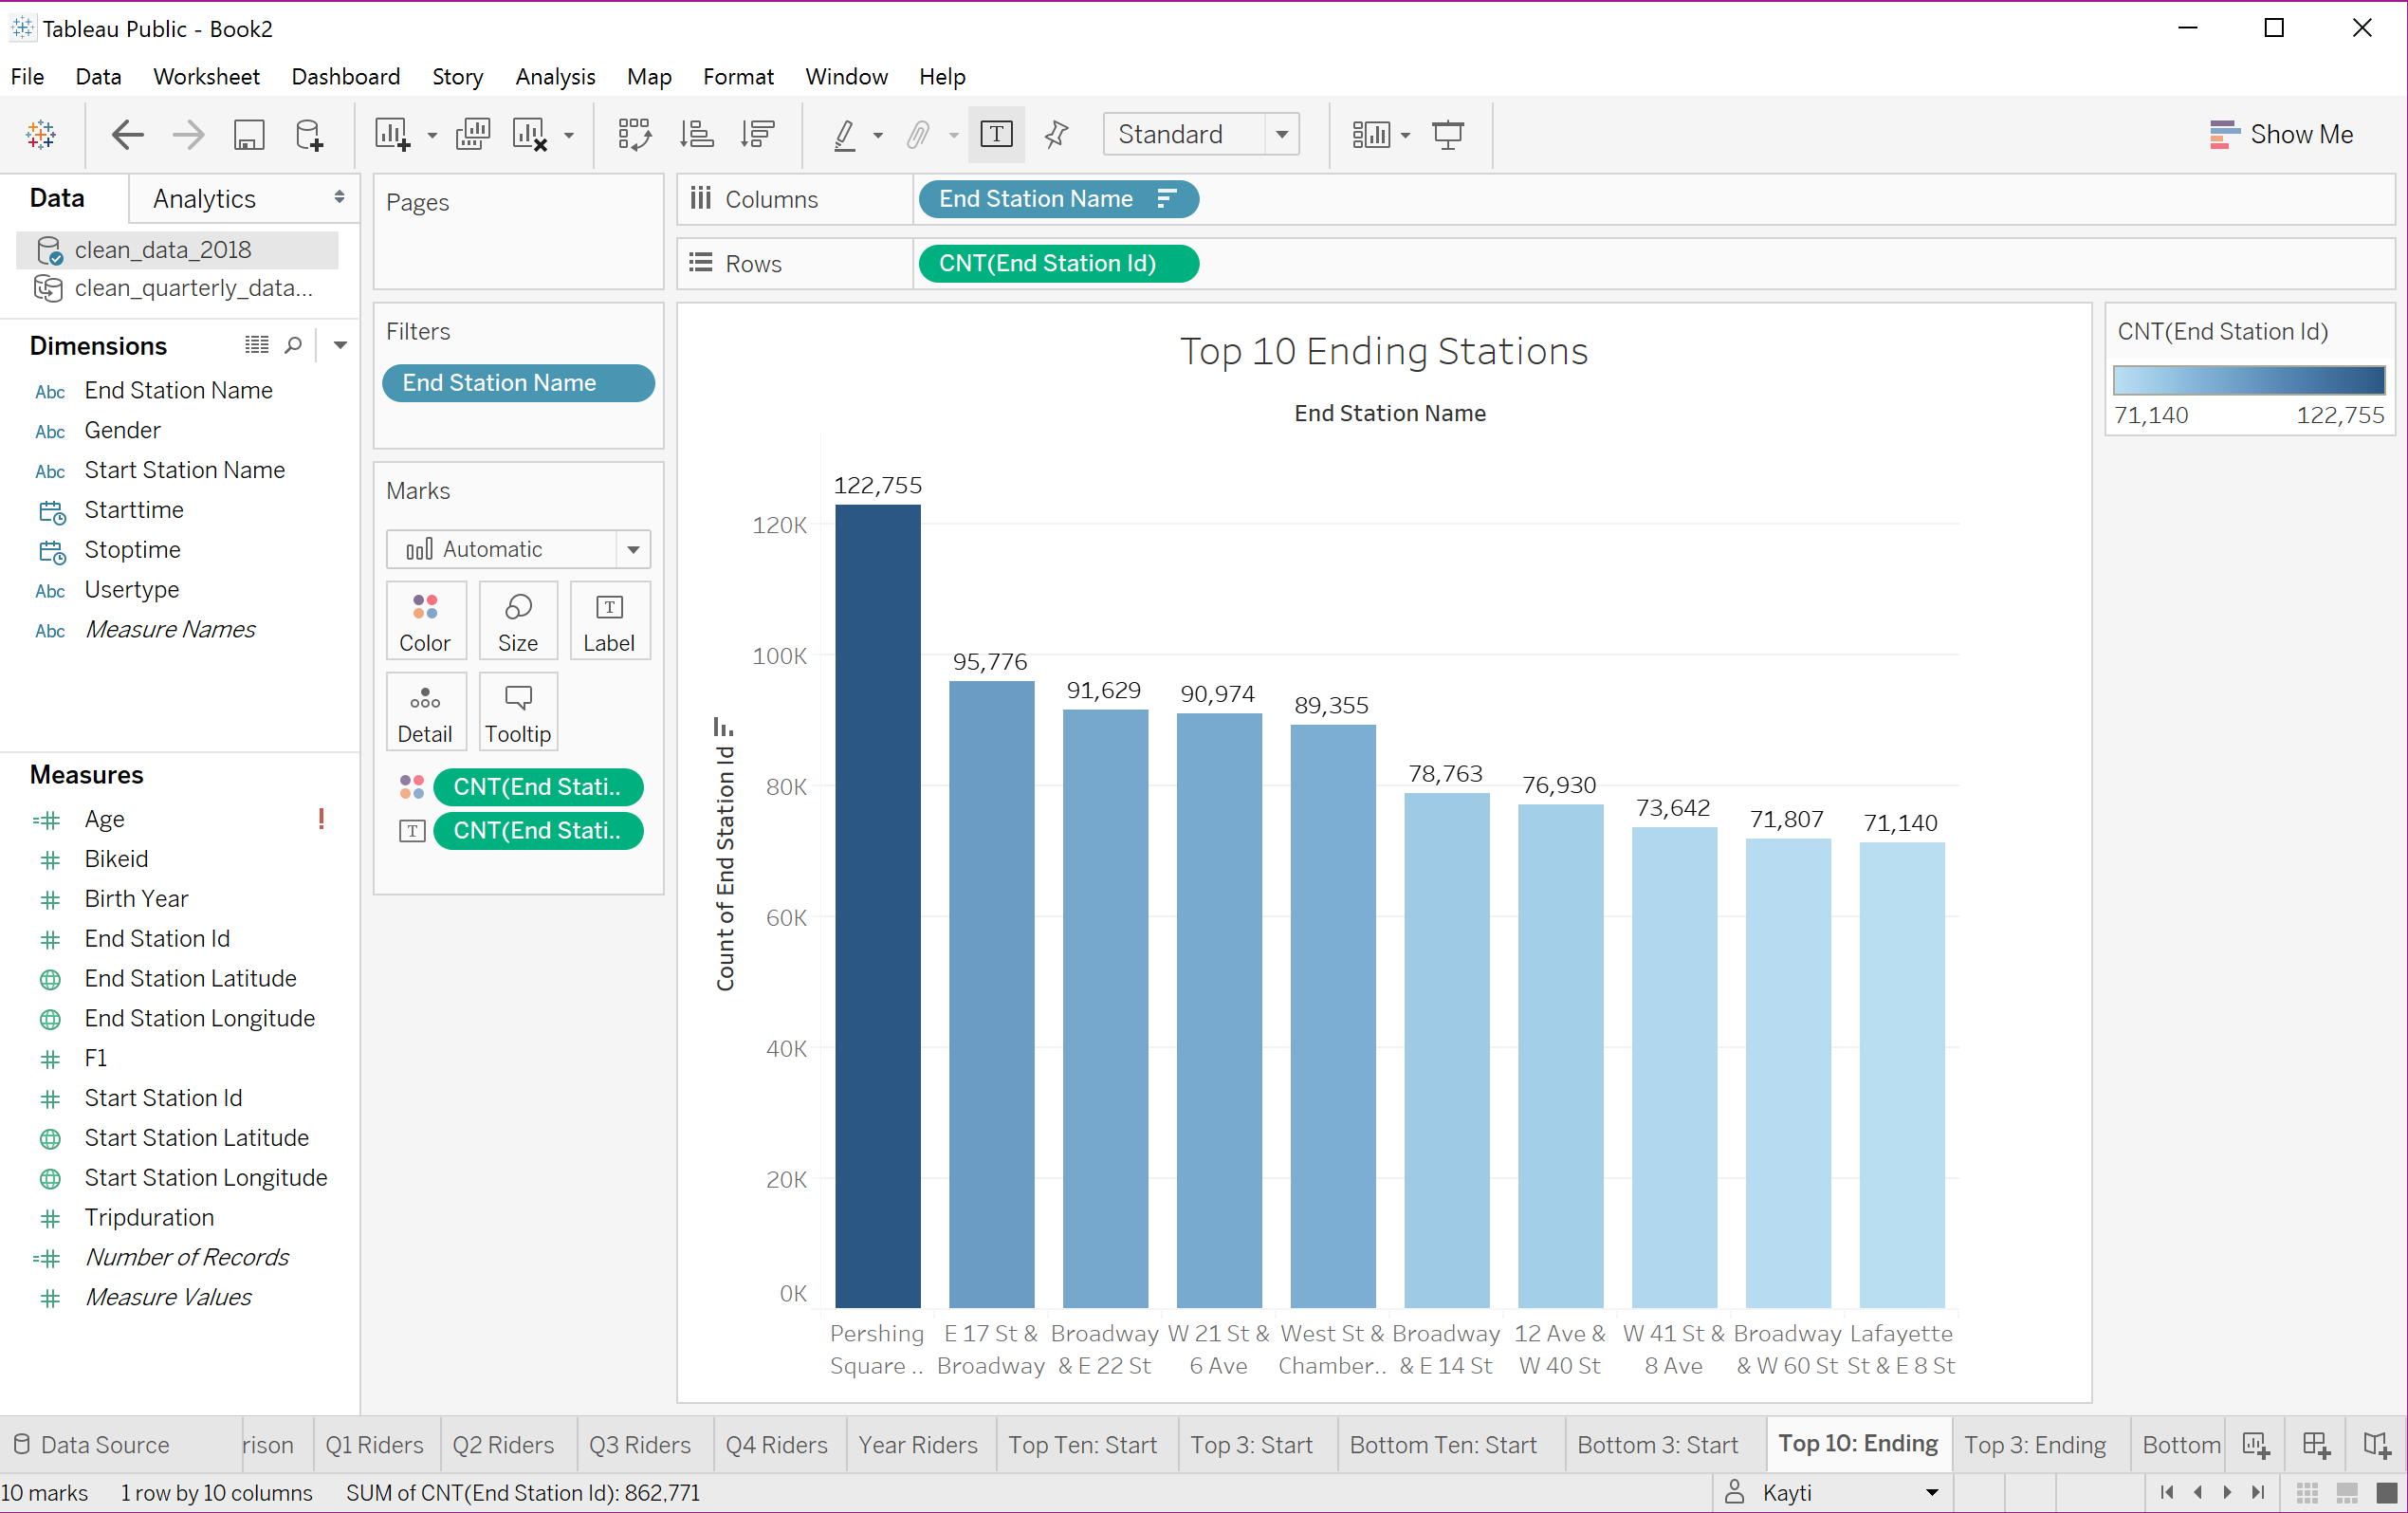 Tableau Public - Book2
File Data Worksheet Dashboard Story Analysis Map Format Window Help
T Standard Show Me
Data Analytics
clean_data_2018
clean_quarterly_data...
Dimensions
Abc End Station Name
Abc Gender
Abc Start Station Name
Starttime
Stoptime
Abc Usertype
Abc Measure Names
Measures
Age !
Bikeid
Birth Year
End Station Id
End Station Latitude
End Station Longitude
F1
Start Station Id
Start Station Latitude
Start Station Longitude
Tripduration
Number of Records
Measure Values
Pages
Filters
End Station Name
Marks
Automatic
Color Size Label
Detail Tooltip
CNT(End Stati..
CNT(End Stati..
Columns End Station Name
Rows CNT(End Station Id)
Top 10 Ending Stations
End Station Name
Count of End Station Id
120K
100K
80K
60K
40K
20K
0K
122,755
95,776
91,629
90,974
89,355
78,763
76,930
73,642
71,807
71,140
Pershing Square ..
E 17 St & Broadway
Broadway & E 22 St
W 21 St & 6 Ave
West St & Chamber..
Broadway & E 14 St
12 Ave & W 40 St
W 41 St & 8 Ave
Broadway & W 60 St
Lafayette St & E 8 St
CNT(End Station Id)
71,140 122,755
Data Source rison Q1 Riders Q2 Riders Q3 Riders Q4 Riders Year Riders Top Ten: Start Top 3: Start Bottom Ten: Start Bottom 3: Start Top 10: Ending Top 3: Ending Bottom
10 marks 1 row by 10 columns SUM of CNT(End Station Id): 862,771 Kayti